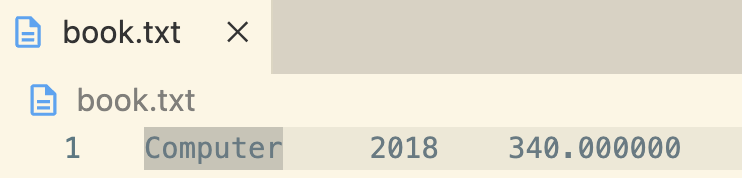 book.txt ×
book.txt
1 Computer 2018 340.000000